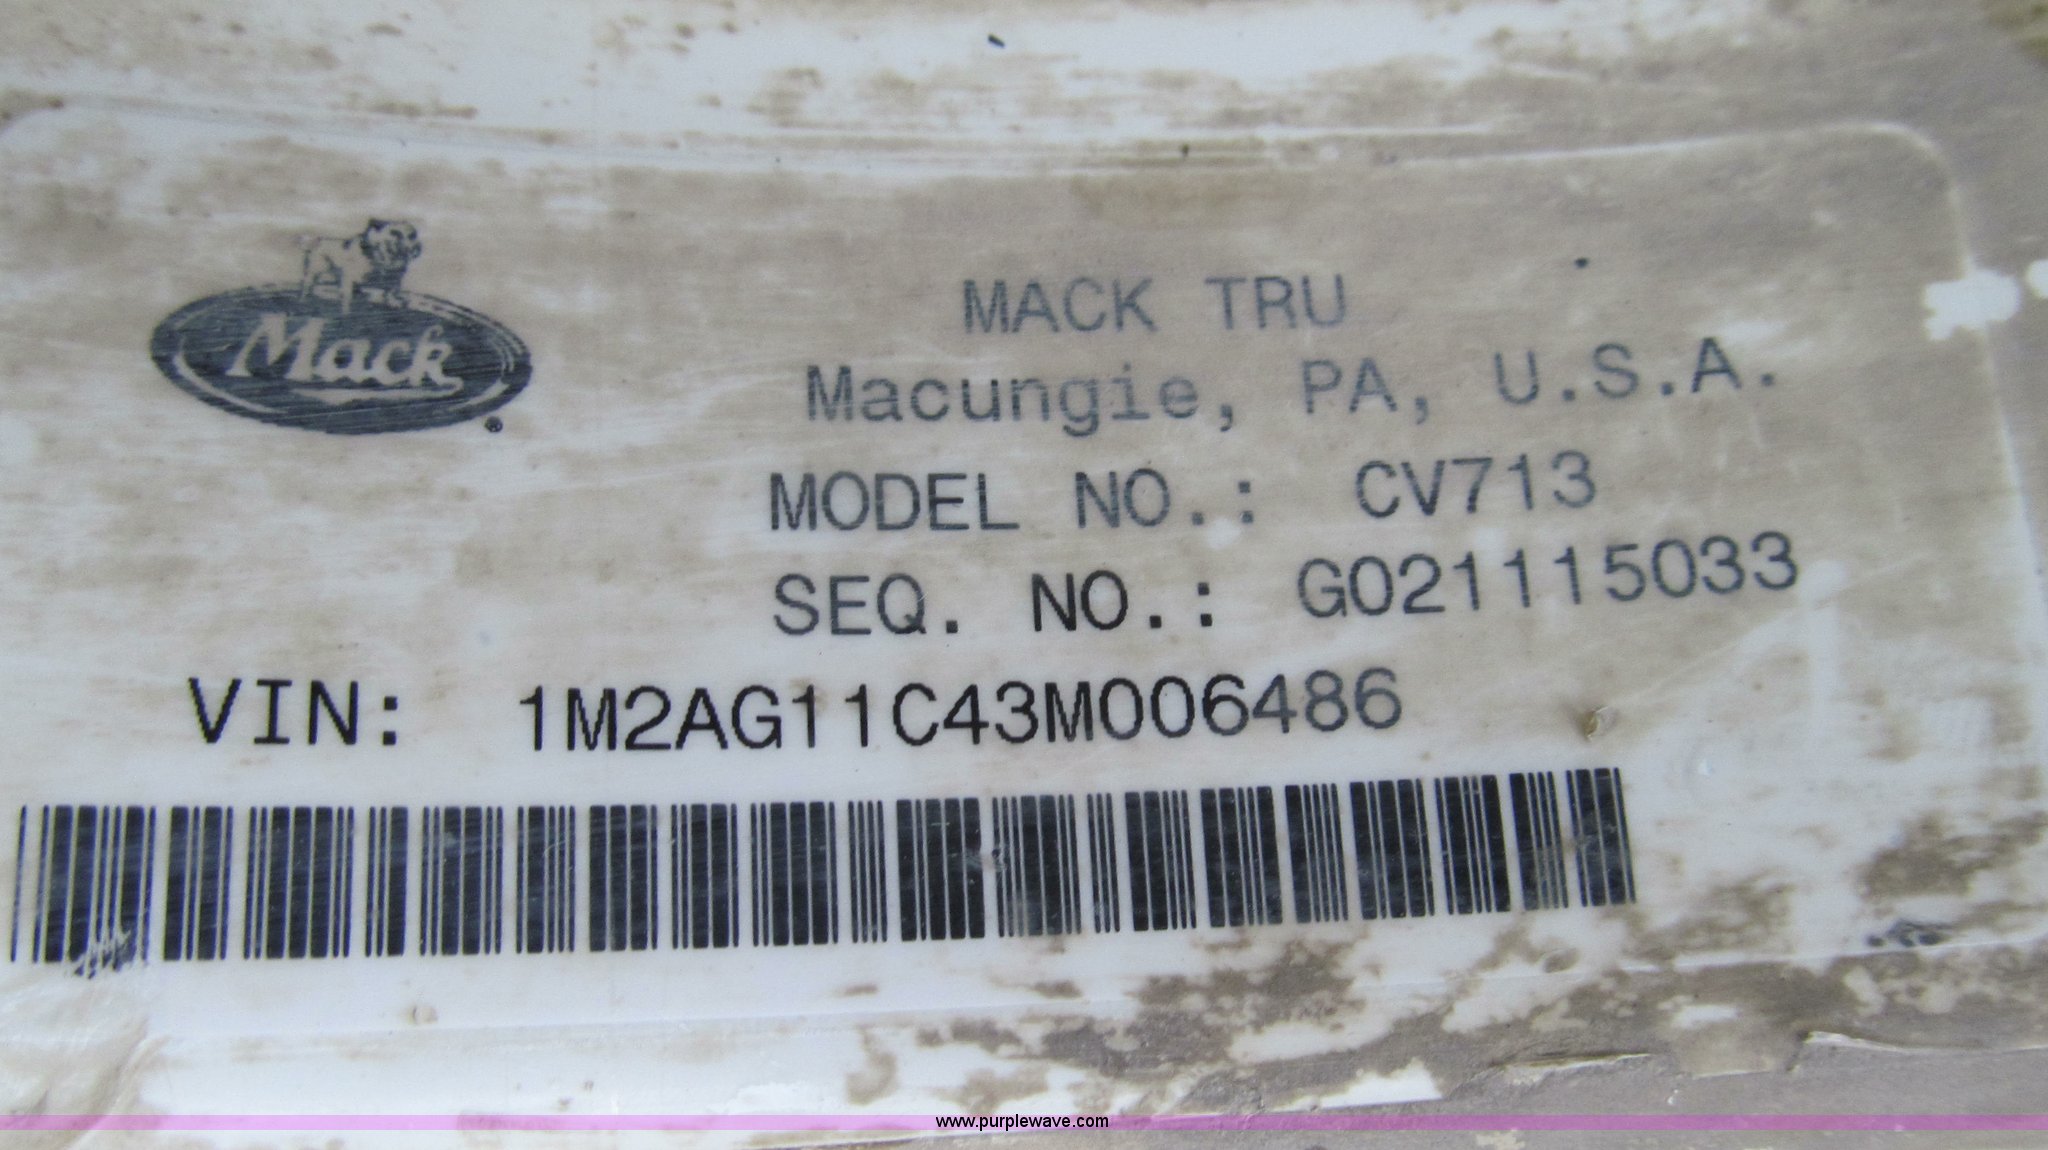 Mack
MACK TRU
Macungie, PA, U.S.A.
MODEL NO.: CV713
SEQ. NO.: G021115033
VIN: 1M2AG11C43M006486
www.purplewave.com